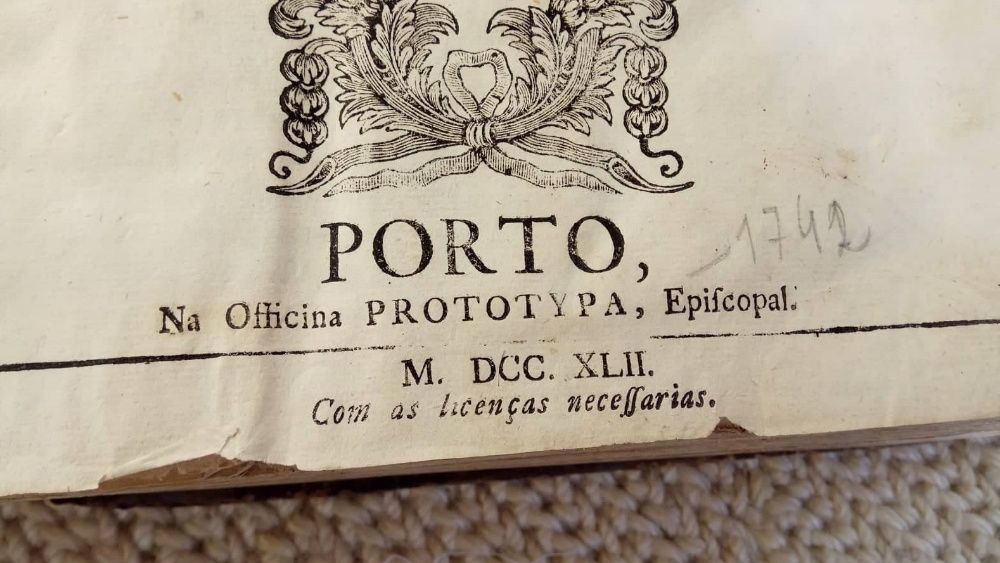 PORTO,
1742
Na Officina PROTOTYPA, Epiſcopal.
M. DCC. XLII.
Com as licenças neceſſarias.